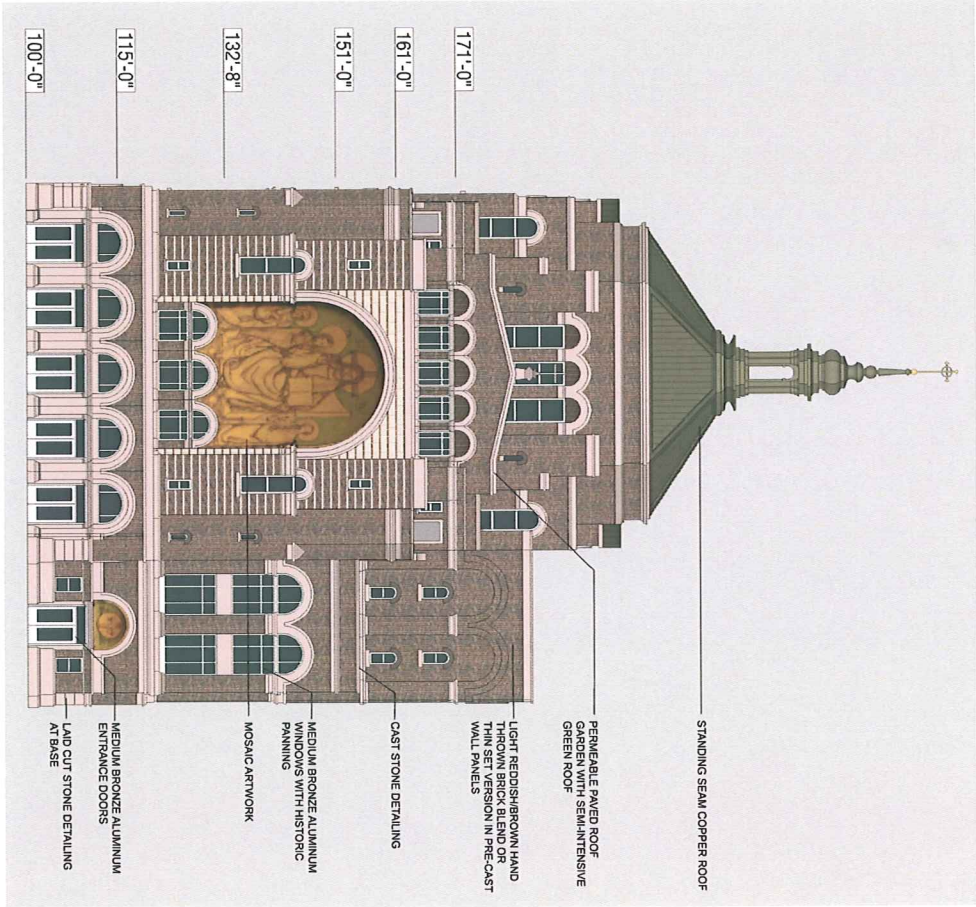 STANDING SEAM COPPER ROOF
PERMEABLE PAVED ROOF
GARDEN WITH SEMI-INTENSIVE
GREEN ROOF
LIGHT REDDISH/BROWN HAND
THROWN BRICK BLEND OR
THIN SET VERSION IN PRE-CAST
WALL PANELS
CAST STONE DETAILING
MEDIUM BRONZE ALUMINUM
WINDOWS WITH HISTORIC
PANNING
MOSAIC ARTWORK
MEDIUM BRONZE ALUMINUM
ENTRANCE DOORS
LAID CUT STONE DETAILING
AT BASE
171'-0"
161'-0"
151'-0"
132'-8"
115'-0"
100'-0"